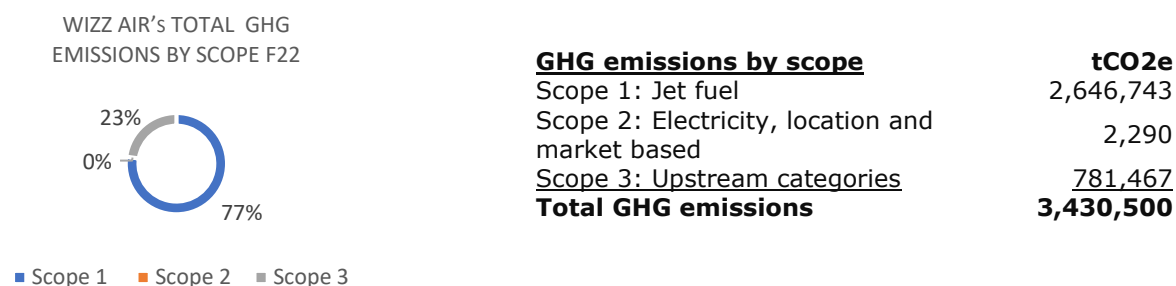 WIZZ AIR's TOTAL GHG
EMISSIONS BY SCOPE F22
23%
0%
77%
Scope 1 Scope 2 Scope 3
GHG emissions by scope tCO2e
Scope 1: Jet fuel 2,646,743
Scope 2: Electricity, location and
market based 2,290
Scope 3: Upstream categories 781,467
Total GHG emissions 3,430,500